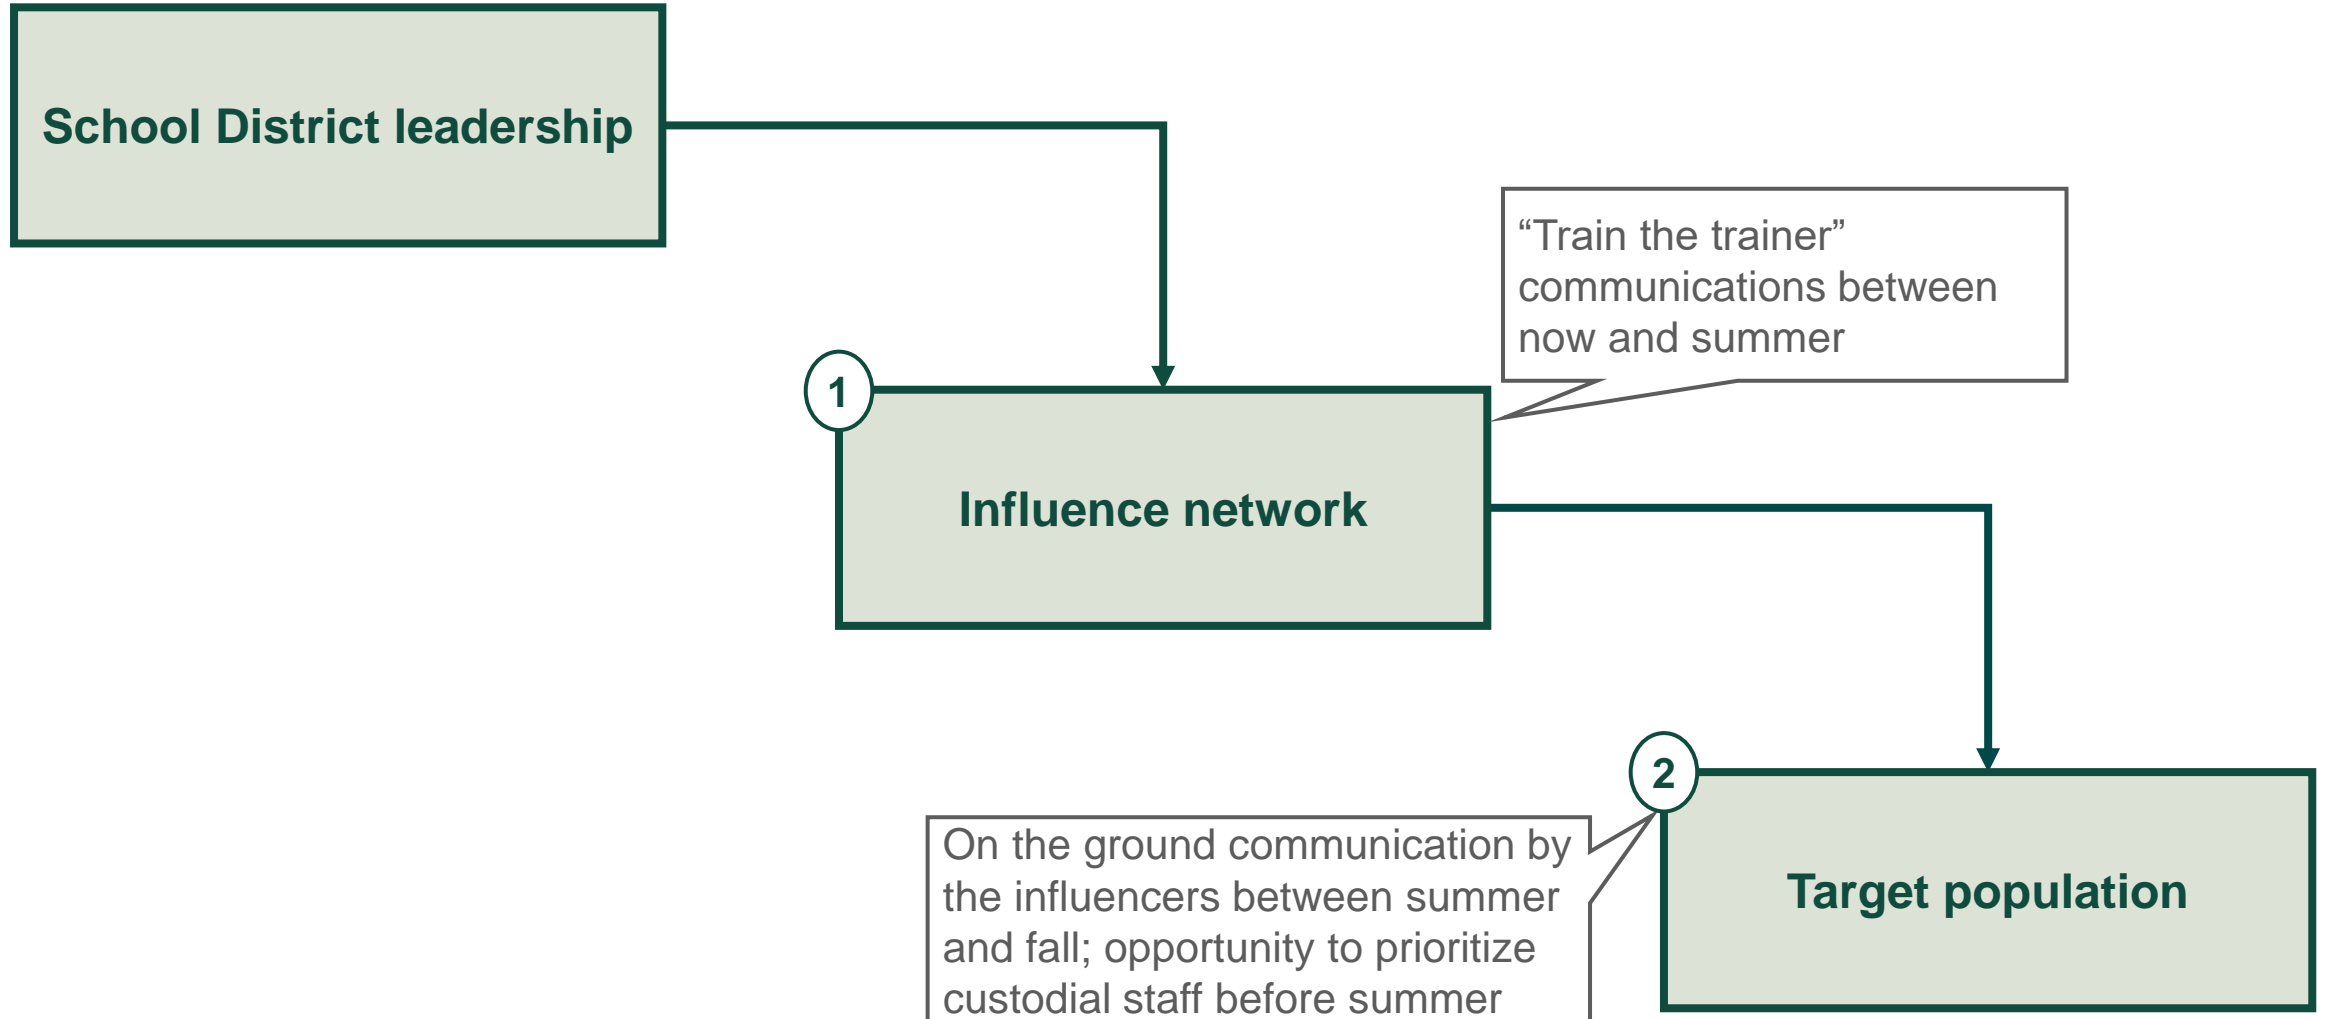 School District leadership
“Train the trainer”
communications between
now and summer
1
Influence network
2
On the ground communication by
the influencers between summer
and fall; opportunity to prioritize
custodial staff before summer
Target population